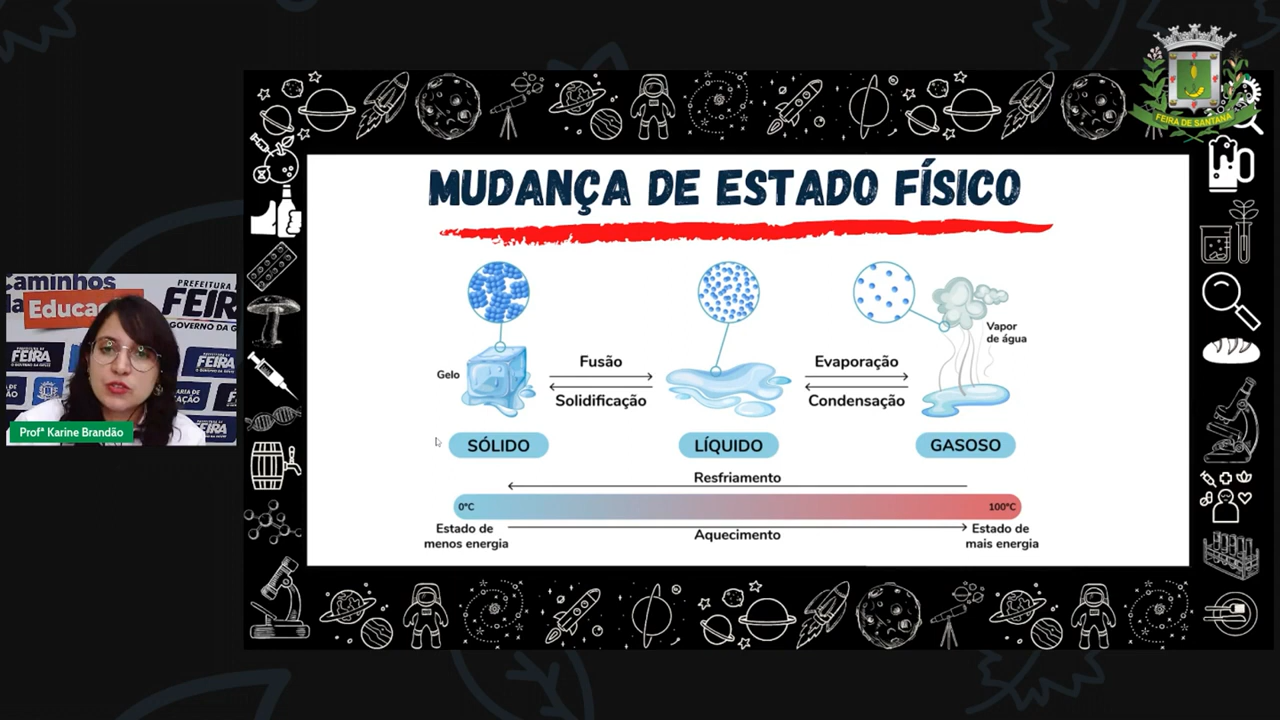 FEIRA DE SANTANA
MUDANÇA DE ESTADO FÍSICO
Vapor
de água
Gelo
Fusão
Solidificação
Evaporação
Condensação
SÓLIDO
LÍQUIDO
GASOSO
Resfriamento
0°C
100°C
Estado de
menos energia
Aquecimento
Estado de
mais energia
Caminhos
da Educa
PREFEITURA
FEIR
GOVERNO DA
FEIRA
FEIRA
Profª Karine Brandão